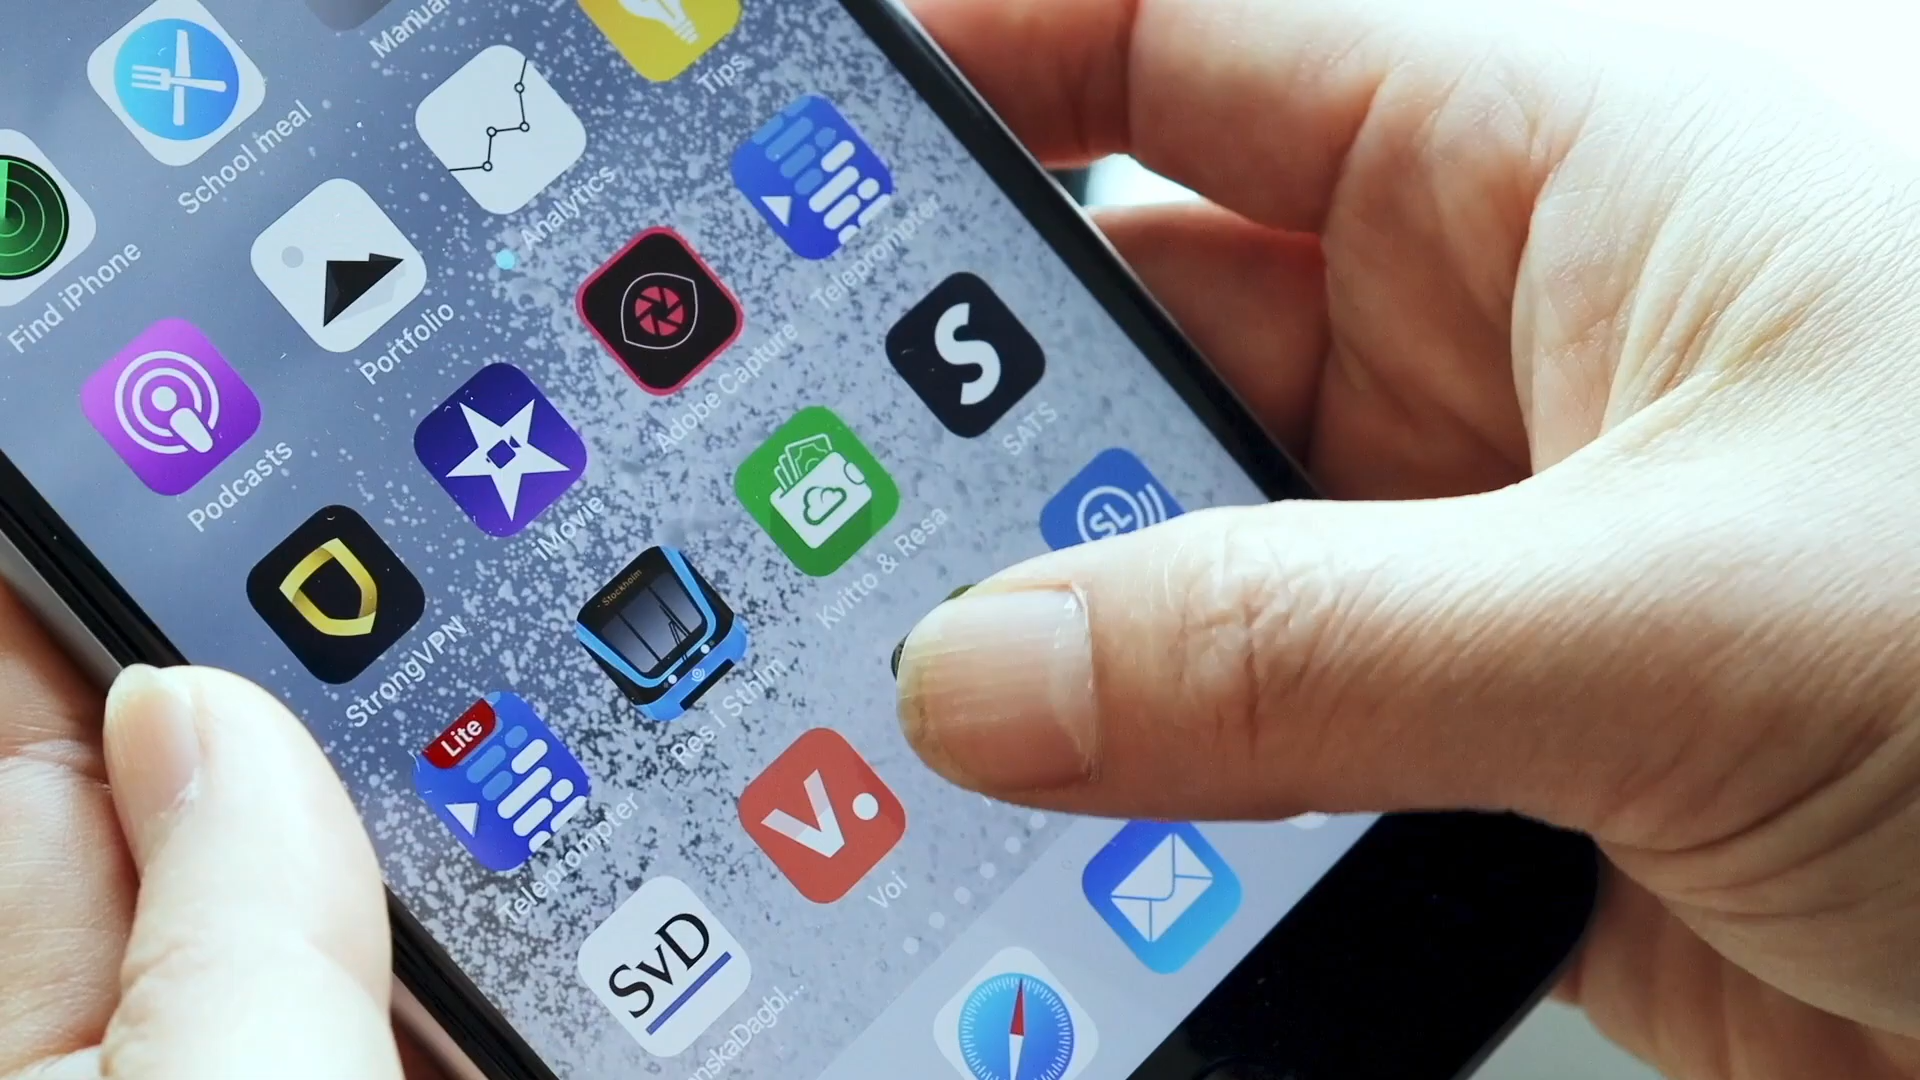 Manual
Tips
School meal
Analytics
Teleprompter
Find iPhone
Portfolio
Adobe Capture
S
SATS
Podcasts
iMovie
Kvitto & Resa
SL
StrongVPN
Stockholm
Res i Sthlm
Lite
Teleprompter
V.
Voi
SvD
enskaDagbl...